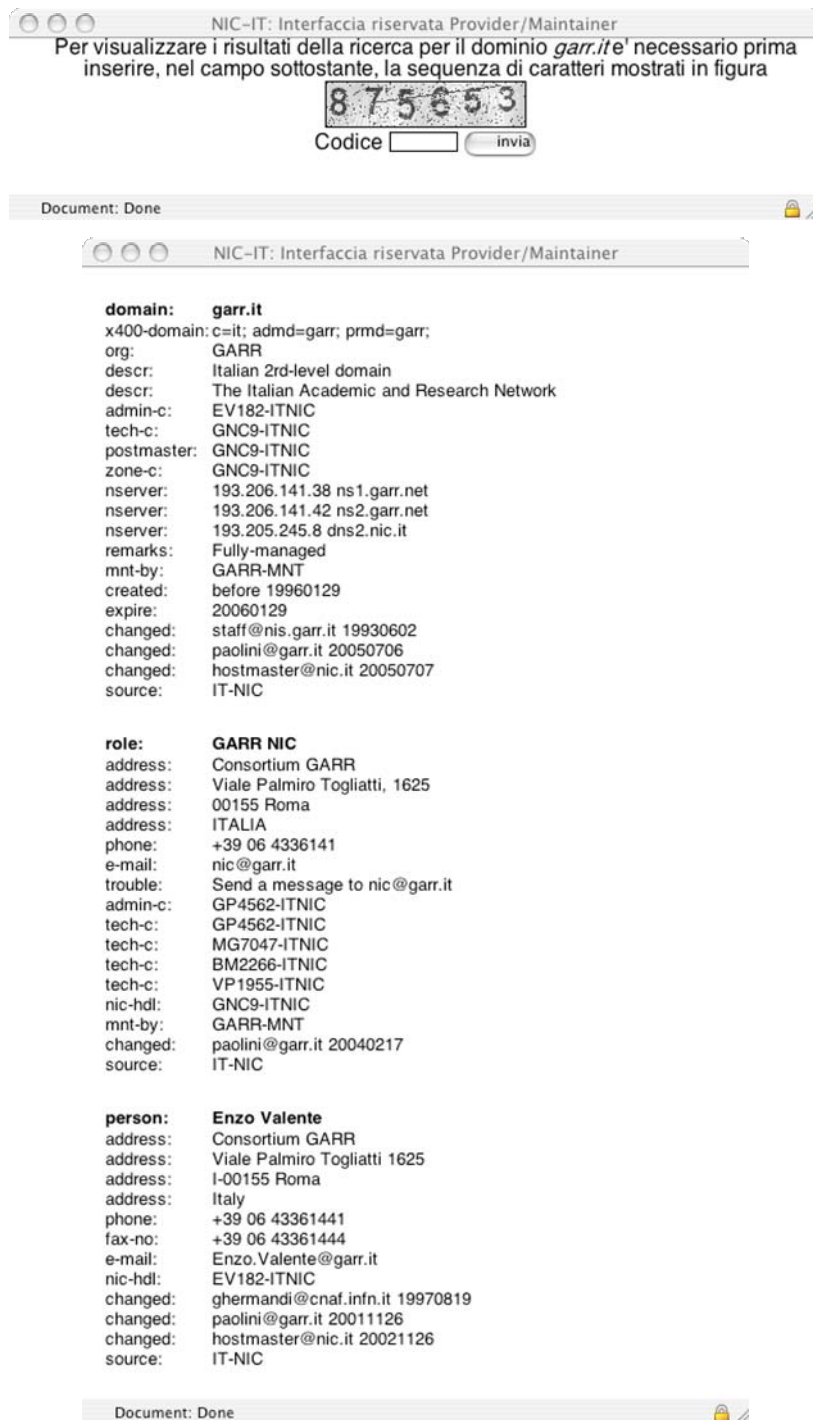 NIC-IT: Interfaccia riservata Provider/Maintainer
Per visualizzare i risultati della ricerca per il dominio garr.it e' necessario prima
inserire, nel campo sottostante, la sequenza di caratteri mostrati in figura
875653
Codice invia
Document: Done
NIC-IT: Interfaccia riservata Provider/Maintainer
domain: garr.it
x400-domain: c=it; admd=garr; prmd=garr;
org: GARR
descr: Italian 2rd-level domain
descr: The Italian Academic and Research Network
admin-c: EV182-ITNIC
tech-c: GNC9-ITNIC
postmaster: GNC9-ITNIC
zone-c: GNC9-ITNIC
nserver: 193.206.141.38 ns1.garr.net
nserver: 193.206.141.42 ns2.garr.net
nserver: 193.205.245.8 dns2.nic.it
remarks: Fully-managed
mnt-by: GARR-MNT
created: before 19960129
expire: 20060129
changed: staff@nis.garr.it 19930602
changed: paolini@garr.it 20050706
changed: hostmaster@nic.it 20050707
source: IT-NIC
role: GARR NIC
address: Consortium GARR
address: Viale Palmiro Togliatti, 1625
address: 00155 Roma
address: ITALIA
phone: +39 06 4336141
e-mail: nic@garr.it
trouble: Send a message to nic@garr.it
admin-c: GP4562-ITNIC
tech-c: GP4562-ITNIC
tech-c: MG7047-ITNIC
tech-c: BM2266-ITNIC
tech-c: VP1955-ITNIC
nic-hdl: GNC9-ITNIC
mnt-by: GARR-MNT
changed: paolini@garr.it 20040217
source: IT-NIC
person: Enzo Valente
address: Consortium GARR
address: Viale Palmiro Togliatti 1625
address: I-00155 Roma
address: Italy
phone: +39 06 43361441
fax-no: +39 06 43361444
e-mail: Enzo.Valente@garr.it
nic-hdl: EV182-ITNIC
changed: ghermandi@cnaf.infn.it 19970819
changed: paolini@garr.it 20011126
changed: hostmaster@nic.it 20021126
source: IT-NIC
Document: Done